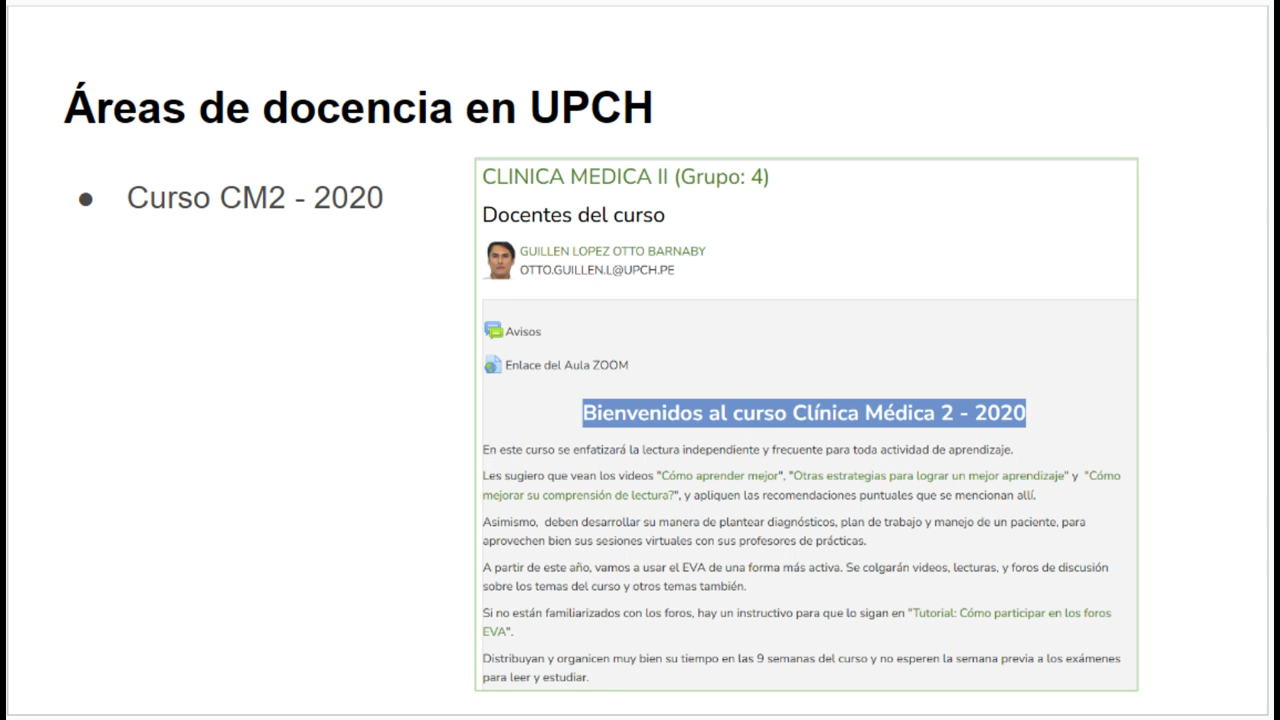 Áreas de docencia en UPCH
● Curso CM2 - 2020
CLINICA MEDICA II (Grupo: 4)
Docentes del curso
GUILLEN LOPEZ OTTO BARNABY
OTTO.GUILLEN.L@UPCH.PE
Avisos
Enlace del Aula ZOOM
Bienvenidos al curso Clínica Médica 2 - 2020
En este curso se enfatizará la lectura independiente y frecuente para toda actividad de aprendizaje.
Les sugiero que vean los videos "Cómo aprender mejor", "Otras estrategias para lograr un mejor aprendizaje" y "Cómo
mejorar su comprensión de lectura?", y apliquen las recomendaciones puntuales que se mencionan allí.
Asimismo, deben desarrollar su manera de plantear diagnósticos, plan de trabajo y manejo de un paciente, para
aprovechen bien sus sesiones virtuales con sus profesores de prácticas.
A partir de este año, vamos a usar el EVA de una forma más activa. Se colgarán videos, lecturas, y foros de discusión
sobre los temas del curso y otros temas también.
Si no están familiarizados con los foros, hay un instructivo para que lo sigan en "Tutorial: Cómo participar en los foros
EVA".
Distribuyan y organicen muy bien su tiempo en las 9 semanas del curso y no esperen la semana previa a los exámenes
para leer y estudiar.